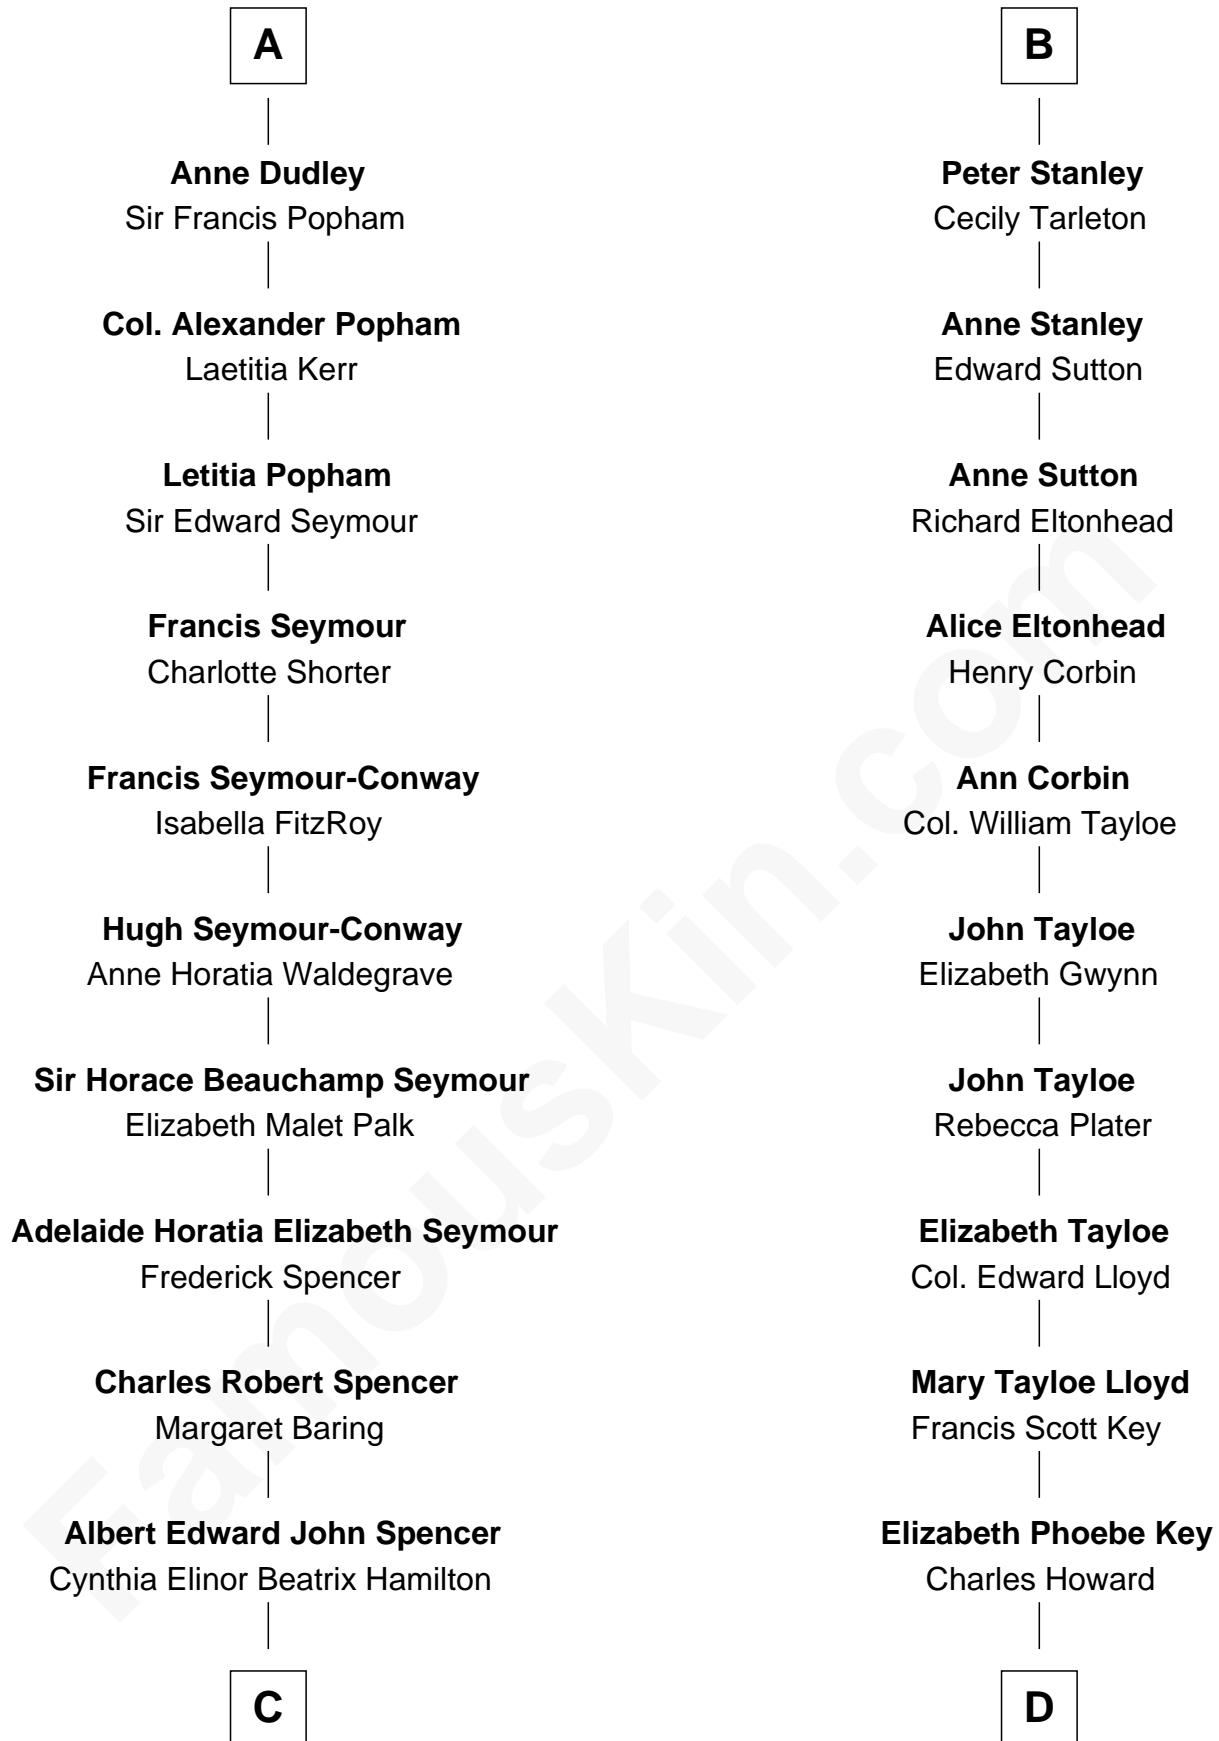 A
Anne Dudley
Sir Francis Popham
Col. Alexander Popham
Laetitia Kerr
Letitia Popham
Sir Edward Seymour
Francis Seymour
Charlotte Shorter
Francis Seymour-Conway
Isabella FitzRoy
Hugh Seymour-Conway
Anne Horatia Waldegrave
Sir Horace Beauchamp Seymour
Elizabeth Malet Palk
Adelaide Horatia Elizabeth Seymour
Frederick Spencer
Charles Robert Spencer
Margaret Baring
Albert Edward John Spencer
Cynthia Elinor Beatrix Hamilton
C
B
Peter Stanley
Cecily Tarleton
Anne Stanley
Edward Sutton
Anne Sutton
Richard Eltonhead
Alice Eltonhead
Henry Corbin
Ann Corbin
Col. William Tayloe
John Tayloe
Elizabeth Gwynn
John Tayloe
Rebecca Plater
Elizabeth Tayloe
Col. Edward Lloyd
Mary Tayloe Lloyd
Francis Scott Key
Elizabeth Phoebe Key
Charles Howard
D
FamousKin.com